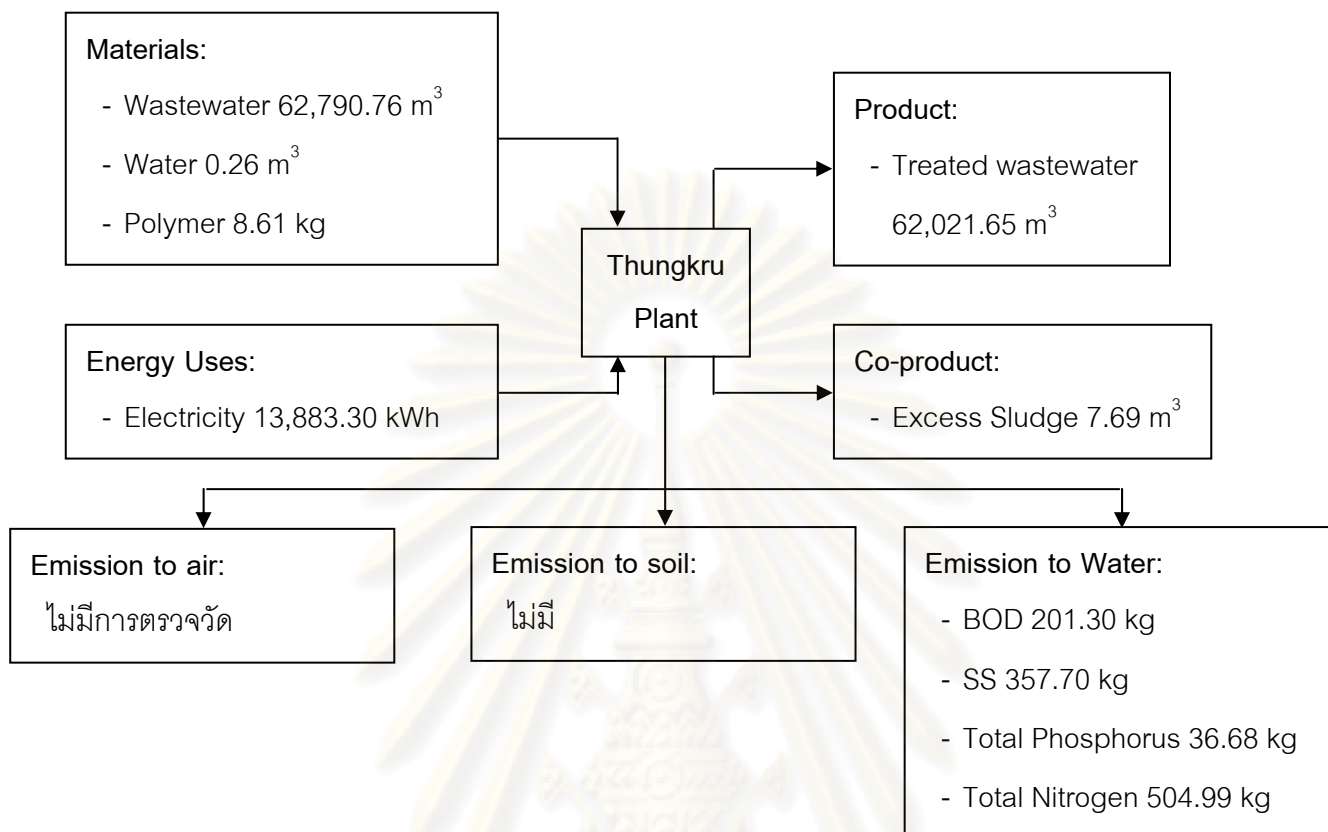 Materials:
- Wastewater 62,790.76 m³
- Water 0.26 m³
- Polymer 8.61 kg
Product:
- Treated wastewater
62,021.65 m³
Thungkru
Plant
Energy Uses:
- Electricity 13,883.30 kWh
Co-product:
- Excess Sludge 7.69 m³
Emission to air:
ไม่มีการตรวจวัด
Emission to soil:
ไม่มี
Emission to Water:
- BOD 201.30 kg
- SS 357.70 kg
- Total Phosphorus 36.68 kg
- Total Nitrogen 504.99 kg